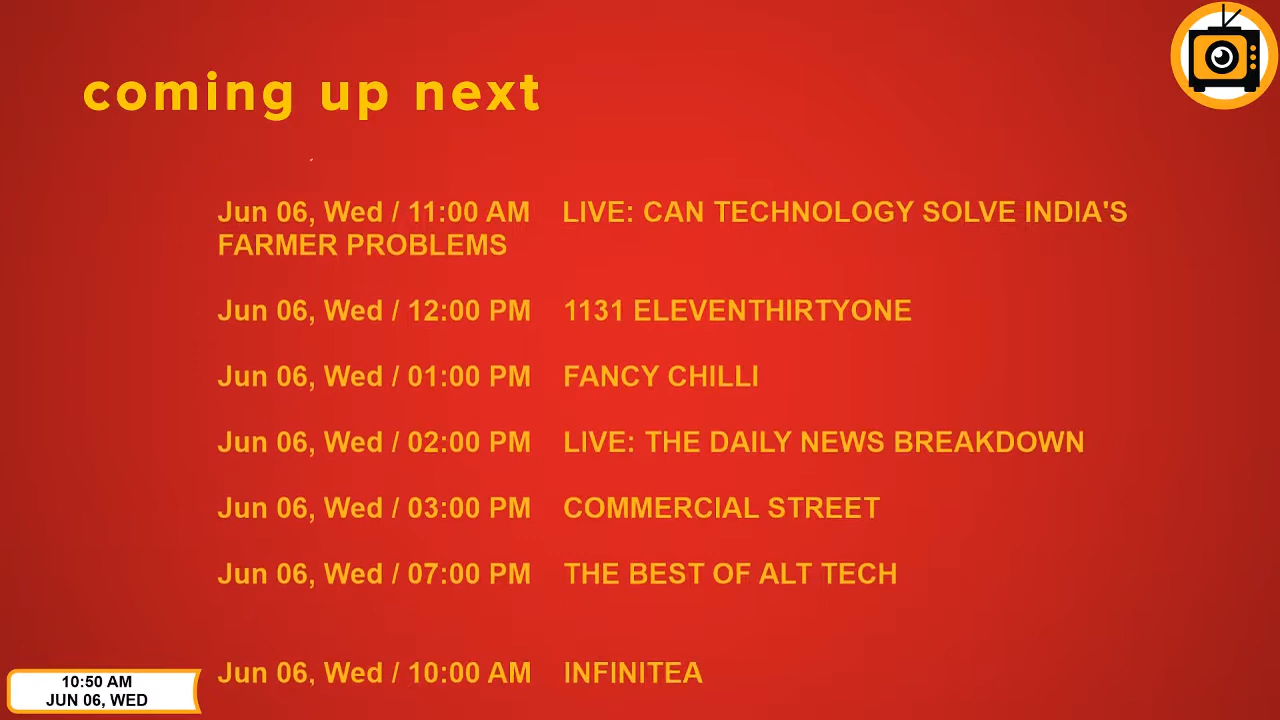 coming up next
Jun 06, Wed / 11:00 AM LIVE: CAN TECHNOLOGY SOLVE INDIA'S
FARMER PROBLEMS
Jun 06, Wed / 12:00 PM 1131 ELEVENTHIRTYONE
Jun 06, Wed / 01:00 PM FANCY CHILLI
Jun 06, Wed / 02:00 PM LIVE: THE DAILY NEWS BREAKDOWN
Jun 06, Wed / 03:00 PM COMMERCIAL STREET
Jun 06, Wed / 07:00 PM THE BEST OF ALT TECH
Jun 06, Wed / 10:00 AM INFINITEA
10:50 AM
JUN 06, WED